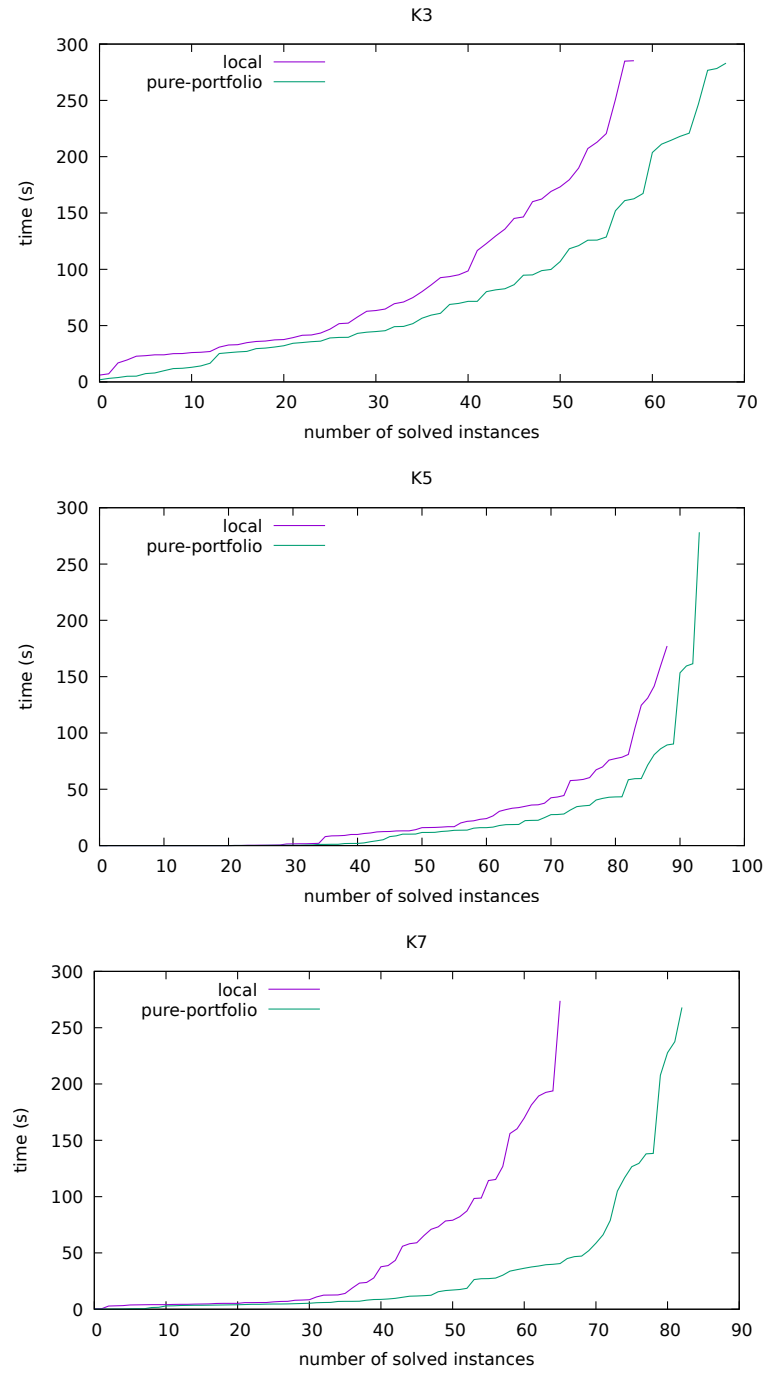 K3
300
250
200
150
100
50
0
time (s)
local
pure-portfolio
0 10 20 30 40 50 60 70
number of solved instances
K5
300
250
200
150
100
50
0
time (s)
local
pure-portfolio
0 10 20 30 40 50 60 70 80 90 100
number of solved instances
K7
300
250
200
150
100
50
0
time (s)
local
pure-portfolio
0 10 20 30 40 50 60 70 80 90
number of solved instances